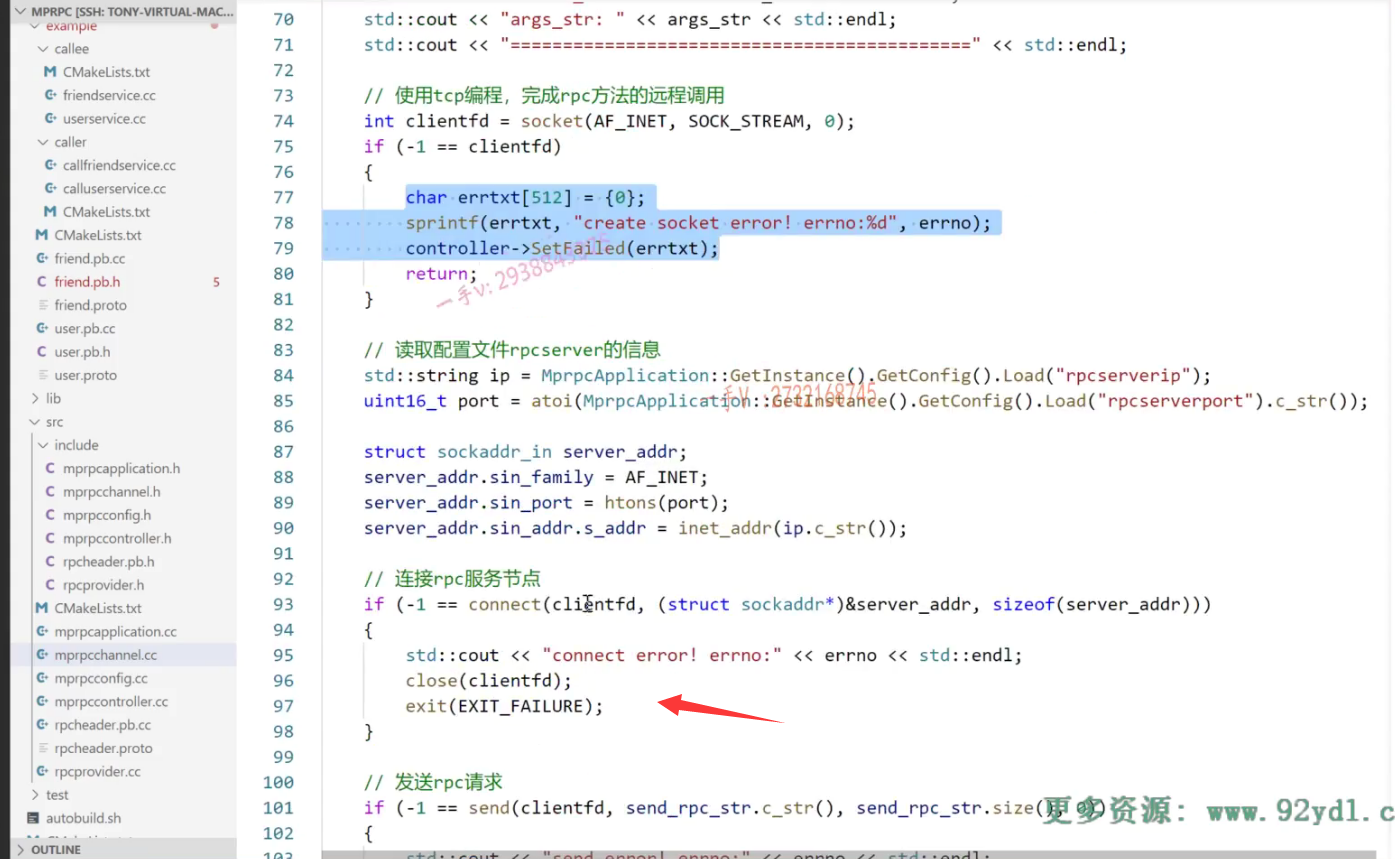 MPRPC [SSH: TONY-VIRTUAL-MAC...
example
callee
CMakeLists.txt
friendservice.cc
userservice.cc
caller
callfriendservice.cc
calluserservice.cc
CMakeLists.txt
CMakeLists.txt
friend.pb.cc
friend.pb.h 5
friend.proto
user.pb.cc
user.pb.h
user.proto
lib
src
include
mprpcapplication.h
mprpcchannel.h
mprpcconfig.h
mprpccontroller.h
rpcheader.pb.h
rpcprovider.h
CMakeLists.txt
mprpcapplication.cc
mprpcchannel.cc
mprpcconfig.cc
mprpccontroller.cc
rpcheader.pb.cc
rpcheader.proto
rpcprovider.cc
test
autobuild.sh
OUTLINE
70 std::cout << "args_str: " << args_str << std::endl;
71 std::cout << "============================================" << std::endl;
72
73 // 使用tcp编程，完成rpc方法的远程调用
74 int clientfd = socket(AF_INET, SOCK_STREAM, 0);
75 if (-1 == clientfd)
76 {
77 char errtxt[512] = {0};
78 sprintf(errtxt, "create socket error! errno:%d", errno);
79 controller->SetFailed(errtxt);
80 return;
81 }
82
83 // 读取配置文件rpcserver的信息
84 std::string ip = MprpcApplication::GetInstance().GetConfig().Load("rpcserverip");
85 uint16_t port = atoi(MprpcApplication::GetInstance().GetConfig().Load("rpcserverport").c_str());
86
87 struct sockaddr_in server_addr;
88 server_addr.sin_family = AF_INET;
89 server_addr.sin_port = htons(port);
90 server_addr.sin_addr.s_addr = inet_addr(ip.c_str());
91
92 // 连接rpc服务节点
93 if (-1 == connect(clientfd, (struct sockaddr*)&server_addr, sizeof(server_addr)))
94 {
95 std::cout << "connect error! errno:" << errno << std::endl;
96 close(clientfd);
97 exit(EXIT_FAILURE);
98 }
99
100 // 发送rpc请求
101 if (-1 == send(clientfd, send_rpc_str.c_str(), send_rpc_str.size(), 0))
102 {
103 std::cout << "send error! errno:" << errno << std::endl;
更多资源：www.92yd1.c